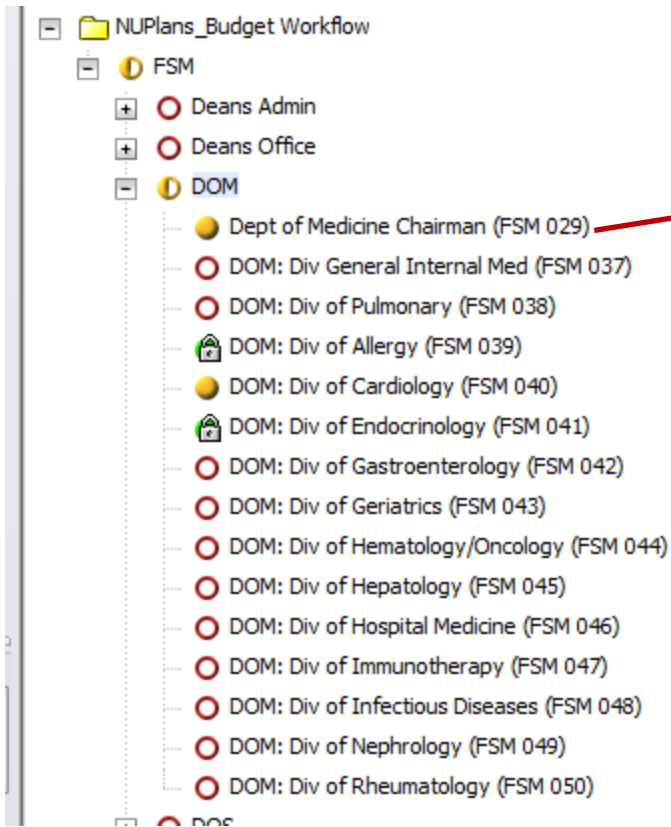 NUPlans_Budget Workflow
FSM
Deans Admin
Deans Office
DOM
Dept of Medicine Chairman (FSM 029)
DOM: Div General Internal Med (FSM 037)
DOM: Div of Pulmonary (FSM 038)
DOM: Div of Allergy (FSM 039)
DOM: Div of Cardiology (FSM 040)
DOM: Div of Endocrinology (FSM 041)
DOM: Div of Gastroenterology (FSM 042)
DOM: Div of Geriatrics (FSM 043)
DOM: Div of Hematology/Oncology (FSM 044)
DOM: Div of Hepatology (FSM 045)
DOM: Div of Hospital Medicine (FSM 046)
DOM: Div of Immunotherapy (FSM 047)
DOM: Div of Infectious Diseases (FSM 048)
DOM: Div of Nephrology (FSM 049)
DOM: Div of Rheumatology (FSM 050)
DOS